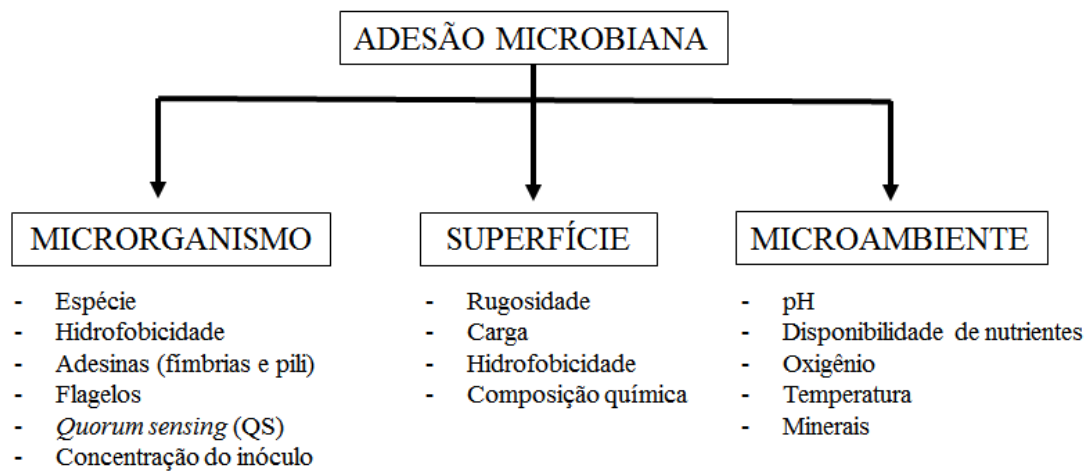 ADESÃO MICROBIANA
MICRORGANISMO
- Espécie
- Hidrofobicidade
- Adesinas (fímbrias e pili)
- Flagelos
- Quorum sensing (QS)
- Concentração do inóculo
SUPERFÍCIE
- Rugosidade
- Carga
- Hidrofobicidade
- Composição química
MICROAMBIENTE
- pH
- Disponibilidade de nutrientes
- Oxigênio
- Temperatura
- Minerais